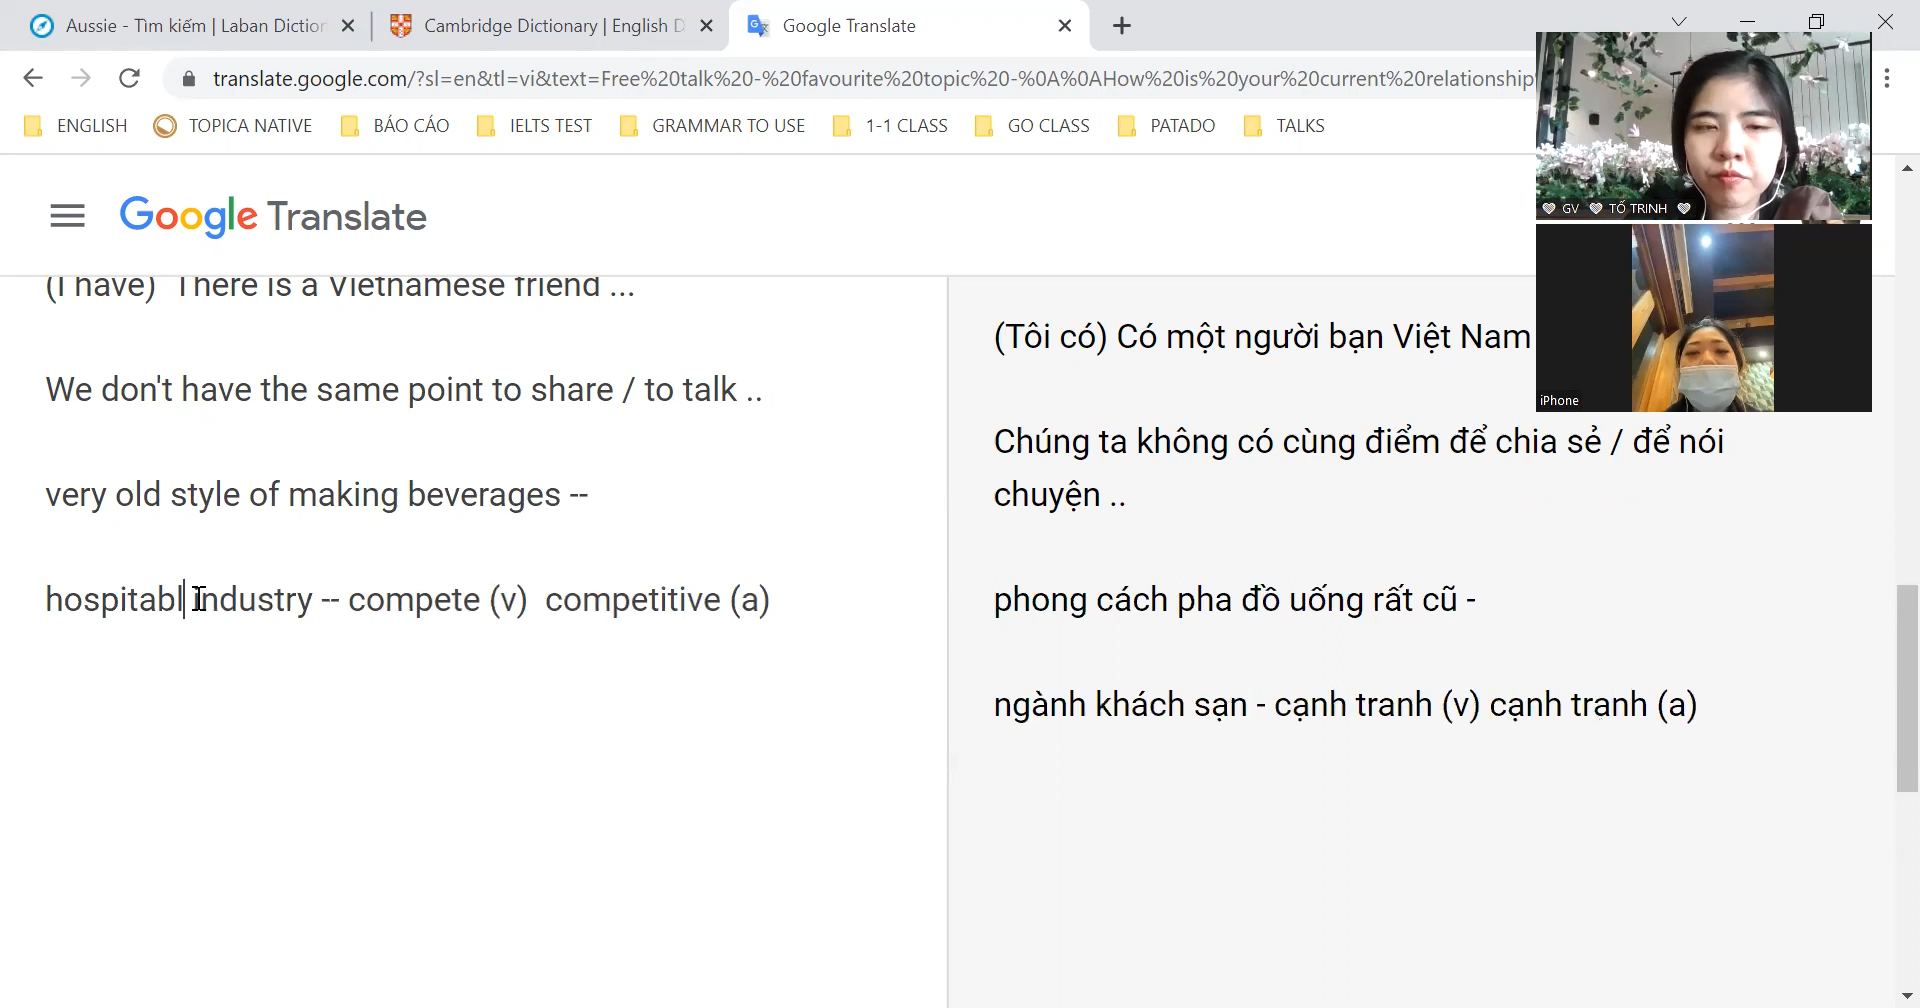 Aussie - Tìm kiếm | Laban Diction
Cambridge Dictionary | English D
Google Translate
translate.google.com/?sl=en&tl=vi&text=Free%20talk%20-%20favourite%20topic%20-%0A%0AHow%20is%20your%20current%20relationship
ENGLISH
TOPICA NATIVE
BÁO CÁO
IELTS TEST
GRAMMAR TO USE
1-1 CLASS
GO CLASS
PATADO
TALKS
Google Translate
GV TỐ TRINH
iPhone
(I have) There is a Vietnamese friend ...
We don't have the same point to share / to talk ..
very old style of making beverages --
hospitabl industry -- compete (v) competitive (a)
(Tôi có) Có một người bạn Việt Nam
Chúng ta không có cùng điểm để chia sẻ / để nói
chuyện ..
phong cách pha đồ uống rất cũ -
ngành khách sạn - cạnh tranh (v) cạnh tranh (a)